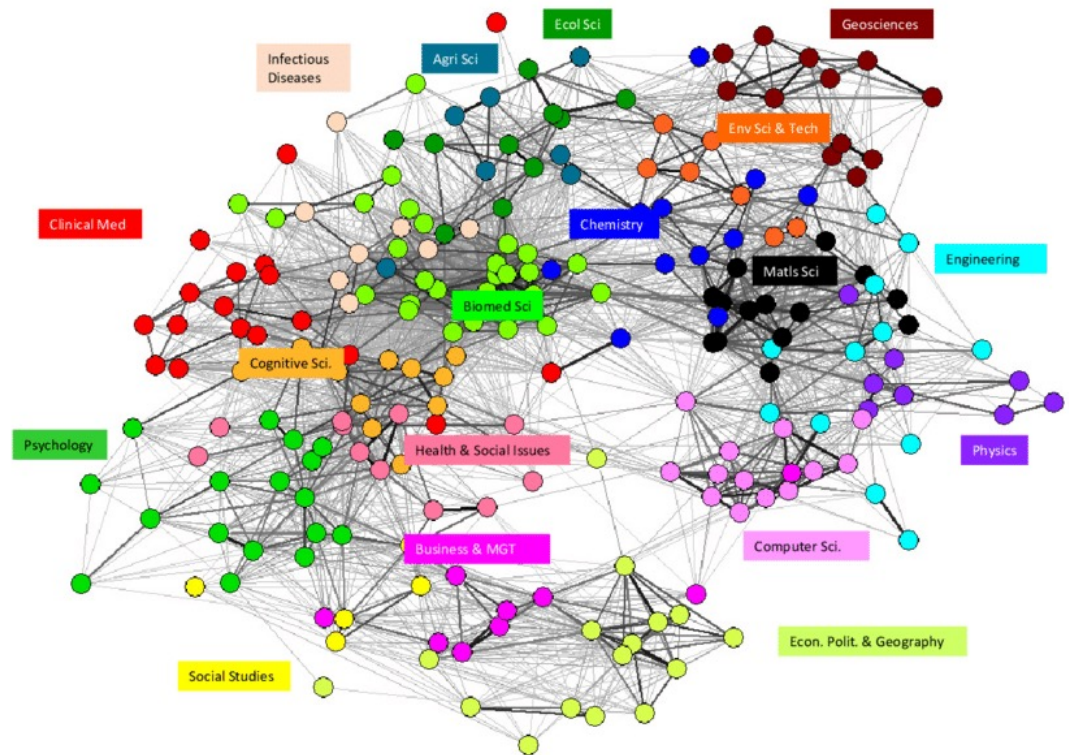 Ecol Sci
Geosciences
Infectious
Diseases
Agri Sci
Env Sci & Tech
Clinical Med
Chemistry
Engineering
Matls Sci
Biomed Sci
Cognitive Sci.
Psychology
Health & Social Issues
Physics
Business & MGT
Computer Sci.
Econ. Polit. & Geography
Social Studies